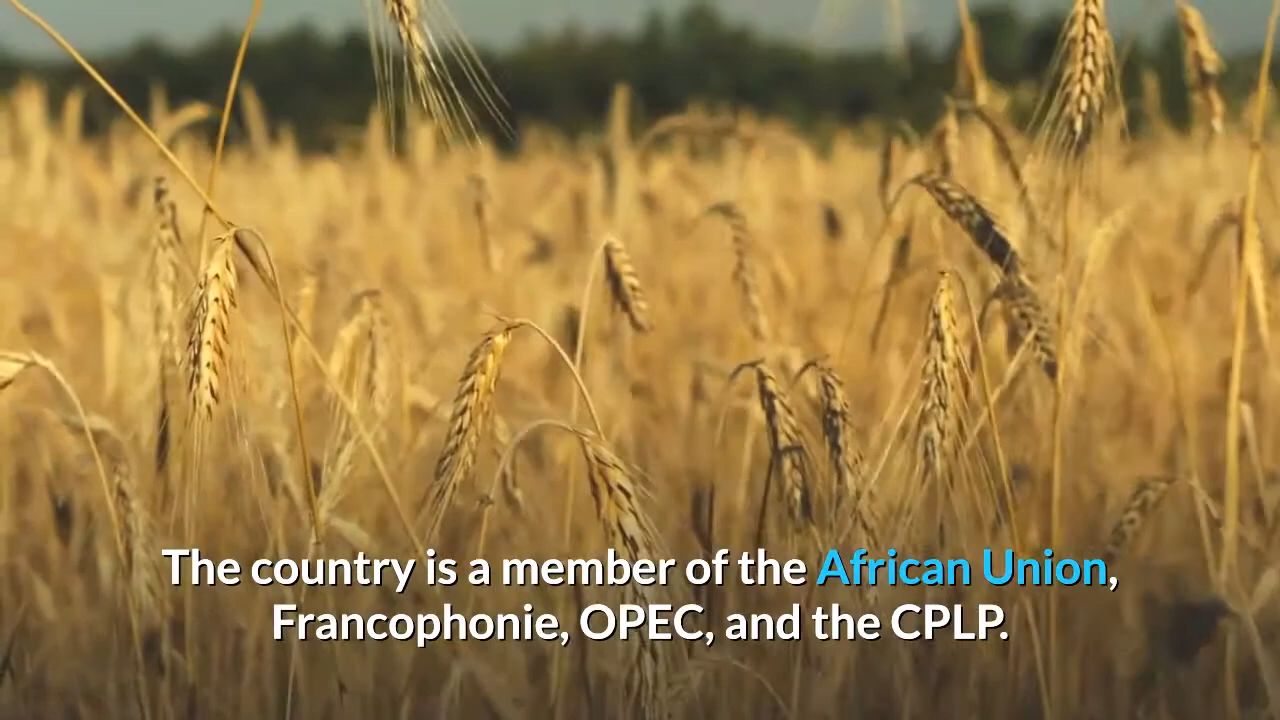 The country is a member of the African Union,
Francophonie, OPEC, and the CPLP.